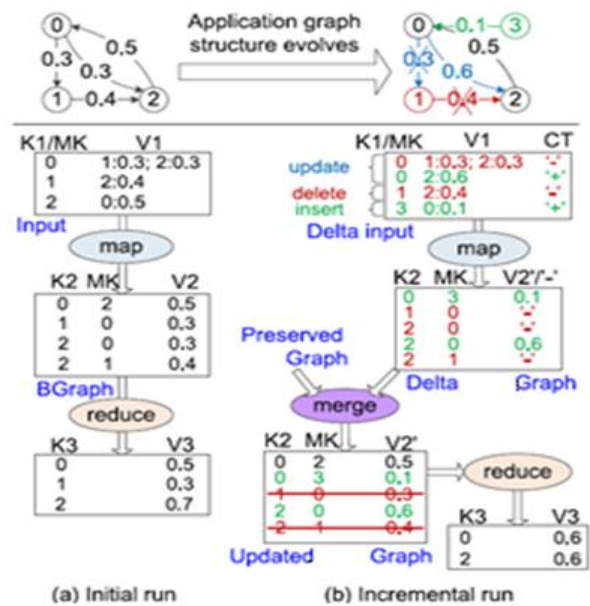 Application graph
structure evolves
0
0.3
0.3
0.5
1
0.4
2
0
0.1
3
0.3
0.6
0.5
1
0.4
2
K1/MK V1
0 1:0.3; 2:0.3
1 2:0.4
2 0:0.5
Input
map
K2 MK V2
0 2 0.5
1 0 0.3
2 0 0.3
2 1 0.4
BGraph
reduce
K3 V3
0 0.5
1 0.3
2 0.7
(a) Initial run
K1/MK V1 CT
update
0 1:0.3; 2:0.3 '-'
0 2:0.6 '+'
delete
1 2:0.4 '-'
insert
3 0:0.1 '+'
Delta input
map
K2 MK V2'/'-'
0 3 0.1
1 0 '-'
2 0 '-'
2 0 0.6
2 1 '-'
Delta Graph
Preserved
Graph
merge
K2 MK V2'
0 2 0.5
0 3 0.1
1 0 0.3
2 0 0.6
2 1 0.4
Updated Graph
reduce
K3 V3
0 0.6
2 0.6
(b) Incremental run